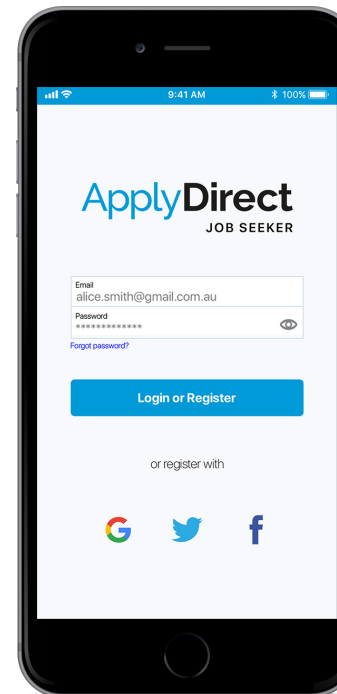 9:41 AM 100%
ApplyDirect
JOB SEEKER
Email
alice.smith@gmail.com.au
Password
*************
Forgot password?
Login or Register
or register with